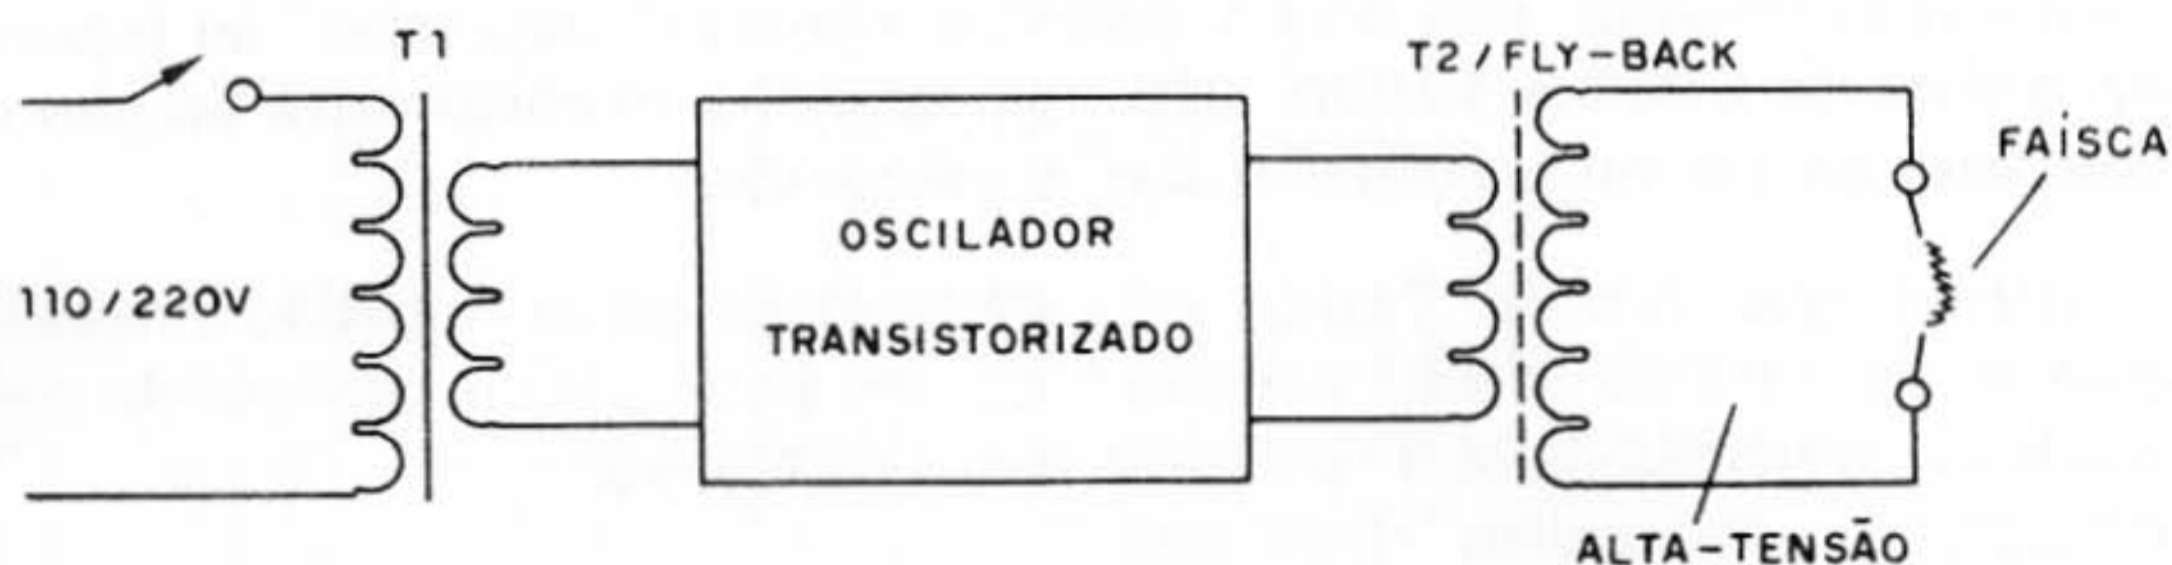 T1
T2/FLY-BACK
FAÍSCA
OSCILADOR
110/220V
TRANSISTORIZADO
ALTA-TENSÃO